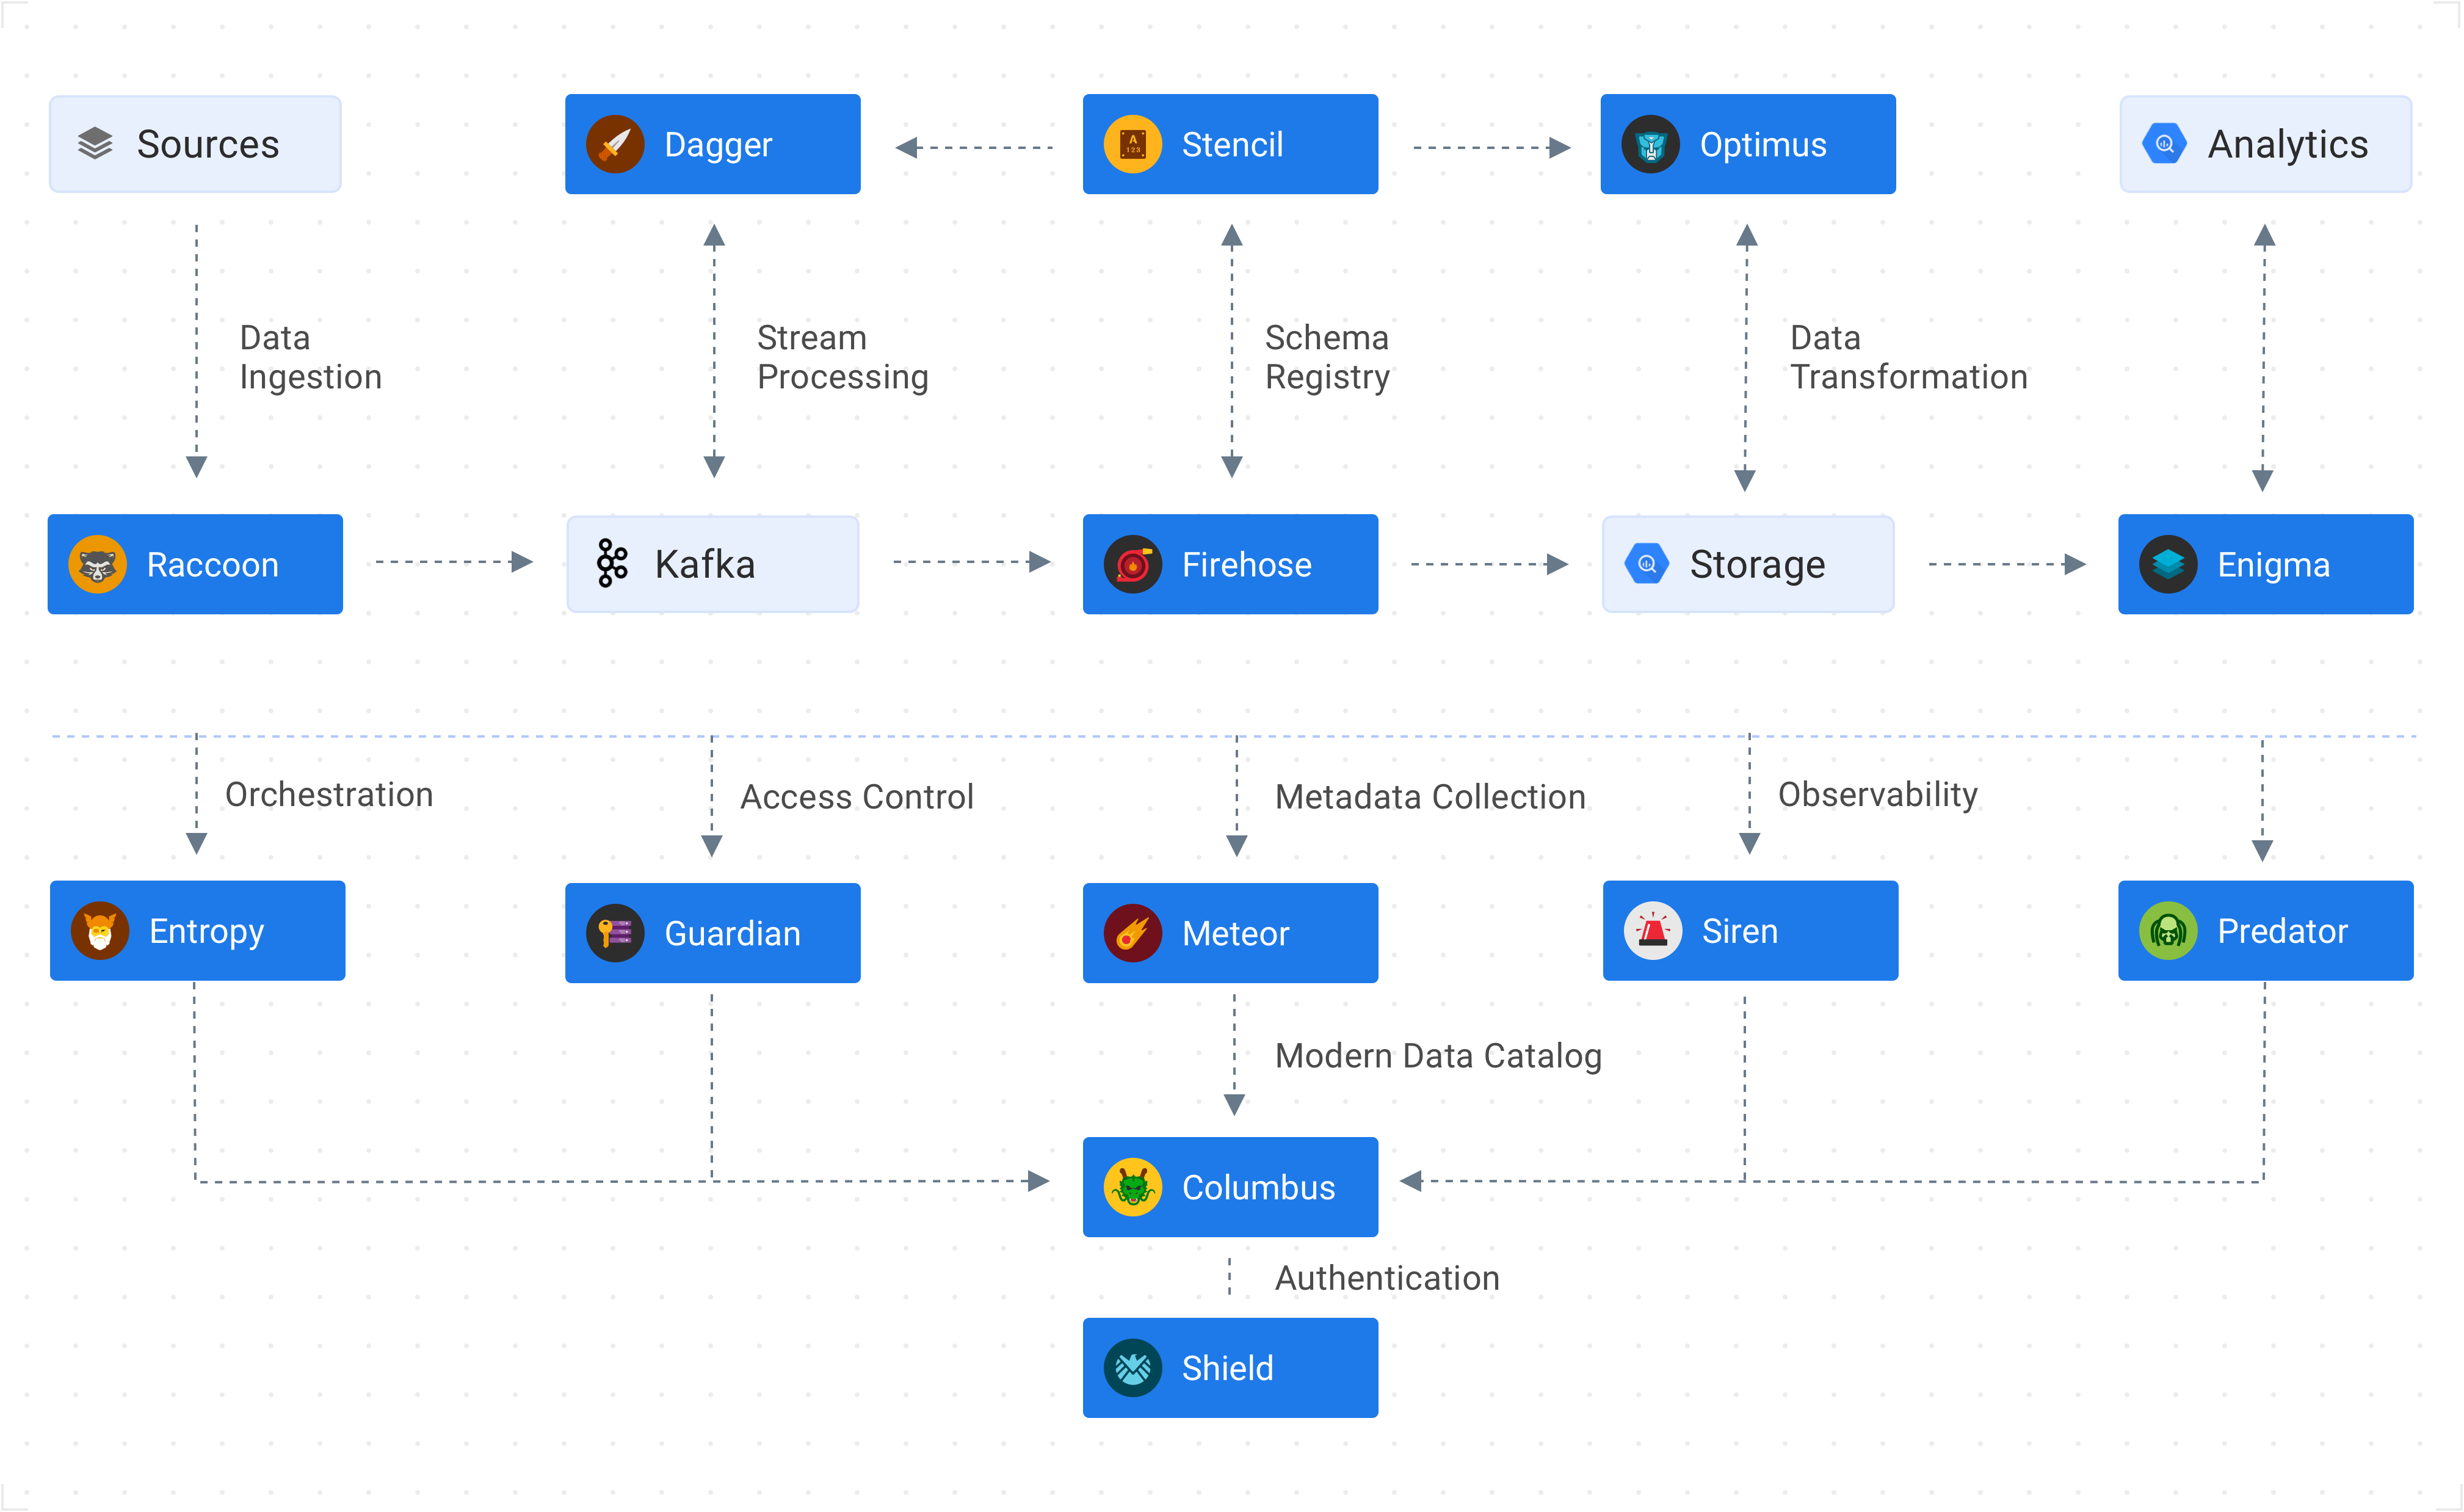 Sources
Dagger
Stencil
Optimus
Analytics
Data
Ingestion
Stream
Processing
Schema
Registry
Data
Transformation
Raccoon
Kafka
Firehose
Storage
Enigma
Orchestration
Access Control
Metadata Collection
Observability
Entropy
Guardian
Meteor
Siren
Predator
Modern Data Catalog
Columbus
Authentication
Shield